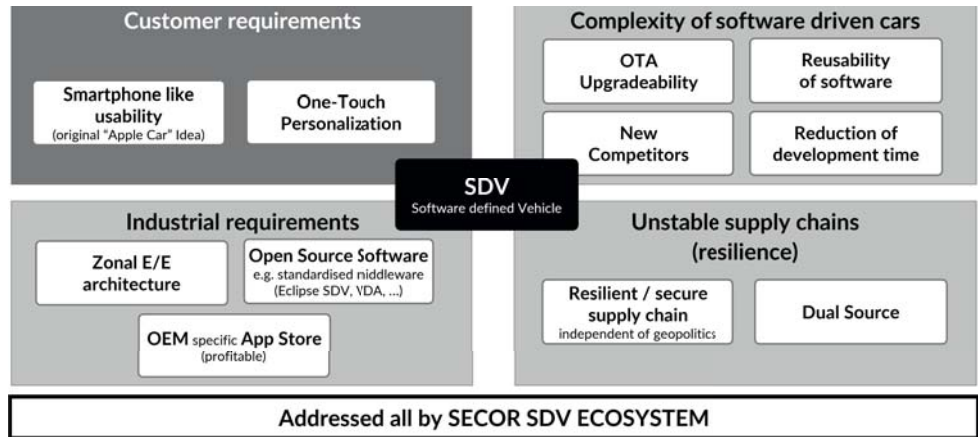 Customer requirements
Smartphone like
usability
(original "Apple Car" Idea)
One-Touch
Personalization
Complexity of software driven cars
OTA
Upgradeability
Reusability
of software
New
Competitors
Reduction of
development time
SDV
Software defined Vehicle
Industrial requirements
Zonal E/E
architecture
Open Source Software
e.g. standardised middleware
(Eclipse SDV, VDA, ...)
OEM specific App Store
(profitable)
Unstable supply chains
(resilience)
Resilient / secure
supply chain
independent of geopolitics
Dual Source
Addressed all by SECOR SDV ECOSYSTEM